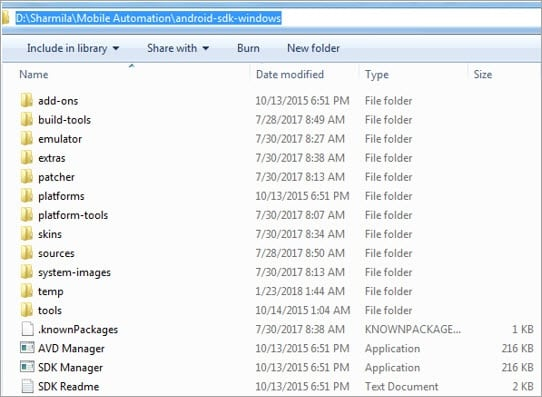 D:\Sharmila\Mobile Automation\android-sdk-windows
Include in library Share with Burn New folder
Name Date modified Type Size
add-ons 10/13/2015 6:51 PM File folder
build-tools 7/28/2017 8:49 AM File folder
emulator 7/30/2017 8:27 AM File folder
extras 7/30/2017 8:38 AM File folder
patcher 7/30/2017 8:13 AM File folder
platforms 10/13/2015 6:51 PM File folder
platform-tools 7/30/2017 8:07 AM File folder
skins 7/30/2017 8:34 AM File folder
sources 7/28/2017 8:50 AM File folder
system-images 7/30/2017 8:13 AM File folder
temp 1/23/2018 1:44 AM File folder
tools 10/14/2015 1:04 AM File folder
.knownPackages 7/30/2017 8:38 AM KNOWNPACKAGE... 1 KB
AVD Manager 10/13/2015 6:51 PM Application 216 KB
SDK Manager 10/13/2015 6:51 PM Application 216 KB
SDK Readme 10/13/2015 6:51 PM Text Document 2 KB